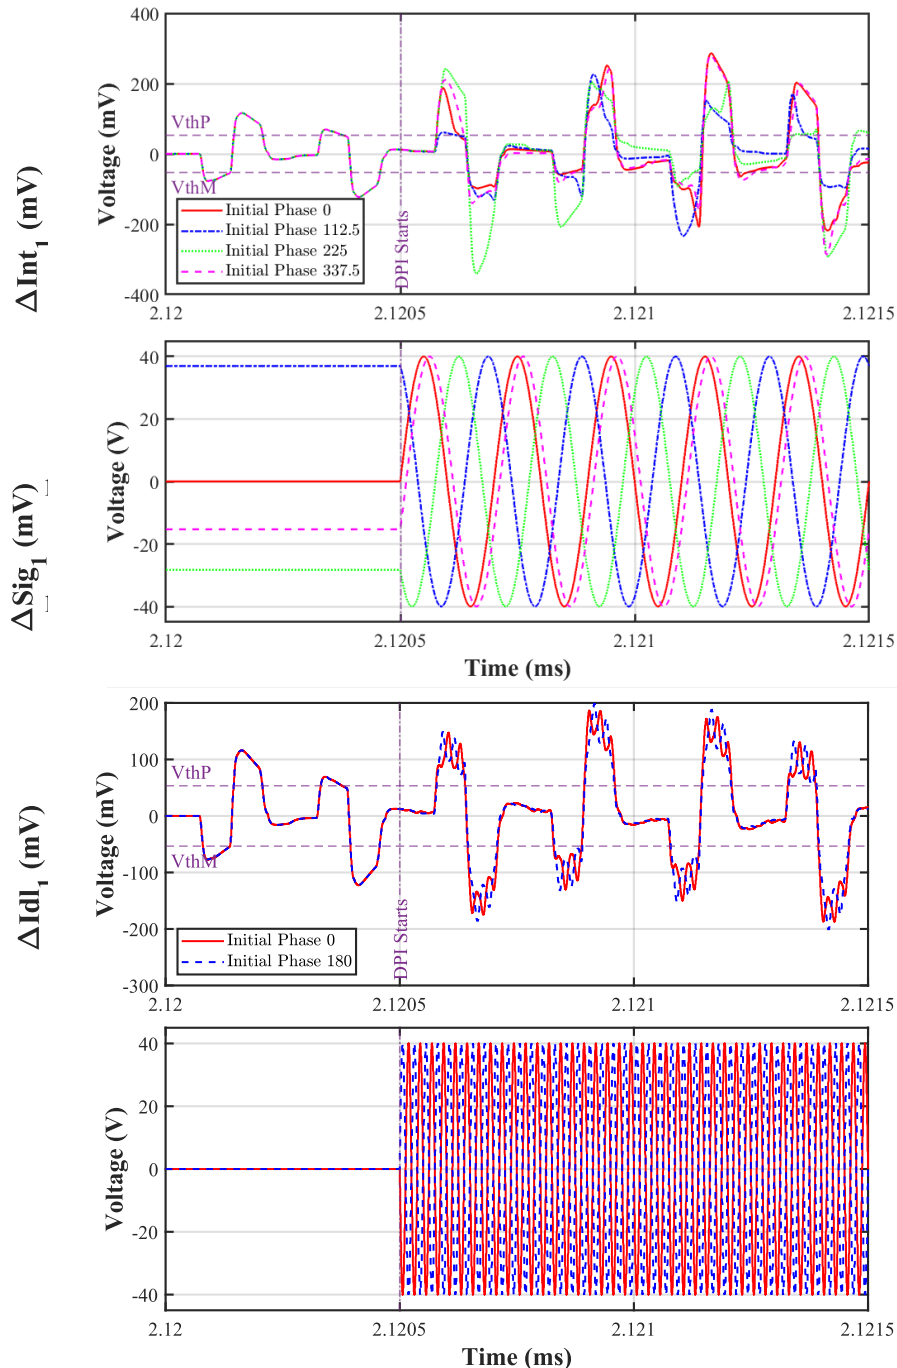 400
200
0
-200
-400
Voltage (mV)
ΔInt1 (mV)
VthP
VthM
Initial Phase 0
Initial Phase 112.5
Initial Phase 225
Initial Phase 337.5
DPI Starts
2.12
2.1205
2.121
2.1215
40
20
0
-20
-40
Voltage (V)
ΔSig1 (mV)
2.12
2.1205
2.121
2.1215
Time (ms)
200
100
0
-100
-200
-300
Voltage (mV)
ΔIdl1 (mV)
VthP
VthM
Initial Phase 0
Initial Phase 180
DPI Starts
2.12
2.1205
2.121
2.1215
40
20
0
-20
-40
Voltage (V)
2.12
2.1205
2.121
2.1215
Time (ms)